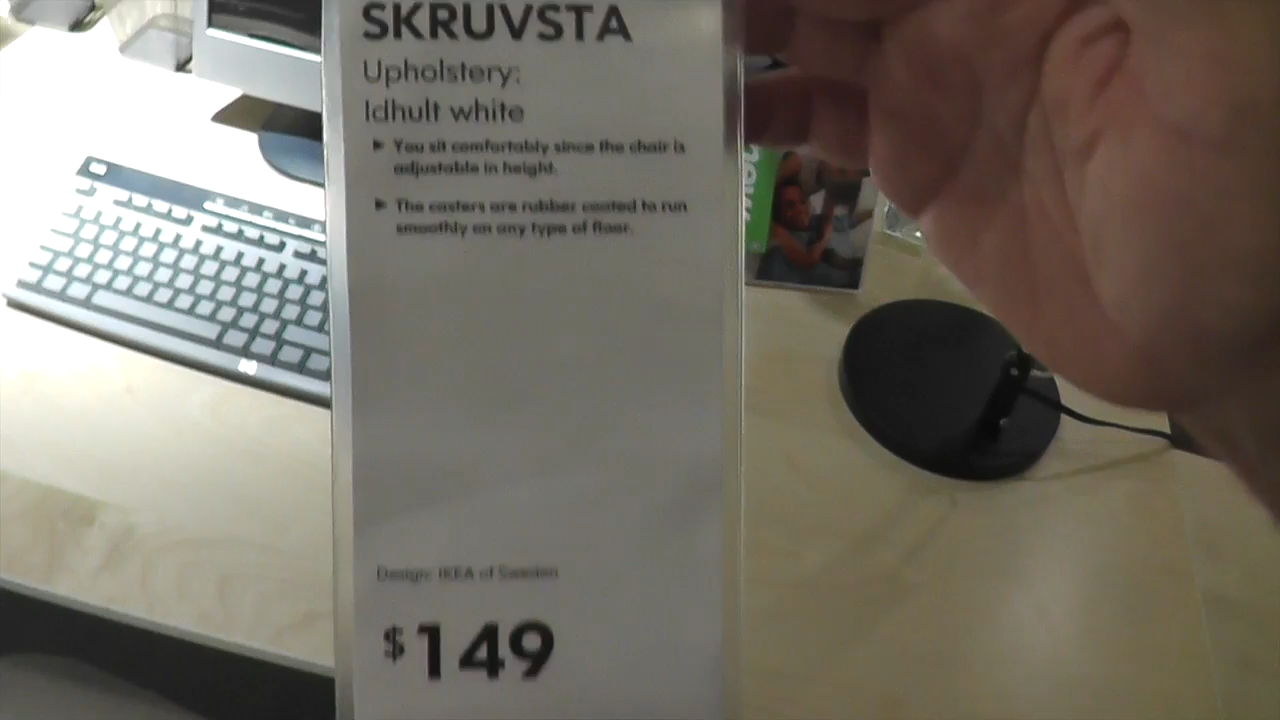 SKRUVSTA
Upholstery:
Idhult white
► You sit comfortably since the chair is
adjustable in height.
► The casters are rubber coated to run
smoothly on any type of floor.
Design: IKEA of Sweden
$149